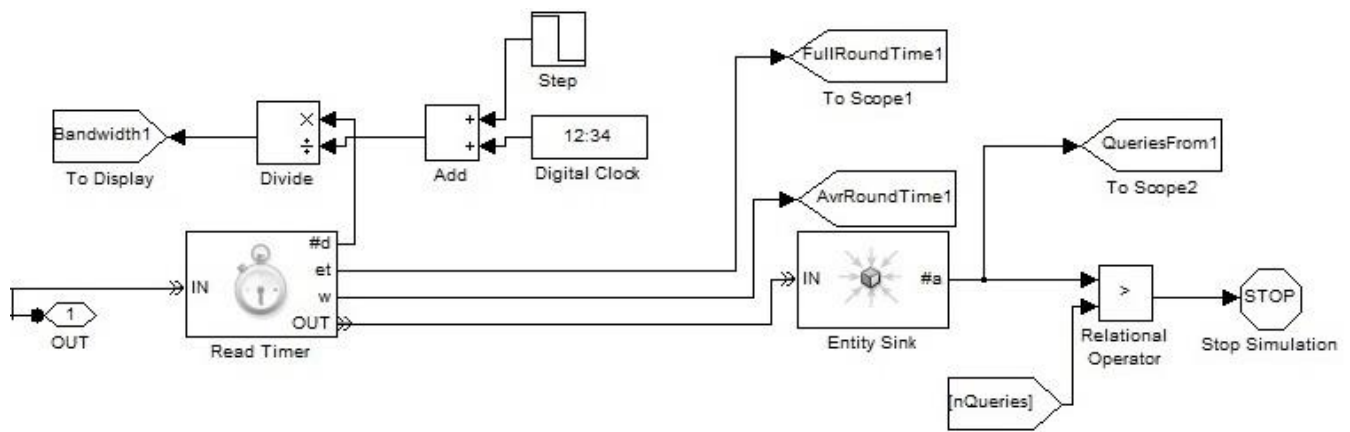 Step
FullRoundTime1
To Scope1
Bandwidth1
To Display
×
÷
Divide
+
+
Add
12:34
Digital Clock
QueriesFrom1
To Scope2
AvrRoundTime1
#d
et
IN
w
OUT
Read Timer
1
OUT
IN
#a
Entity Sink
>
Relational
Operator
STOP
Stop Simulation
[nQueries]